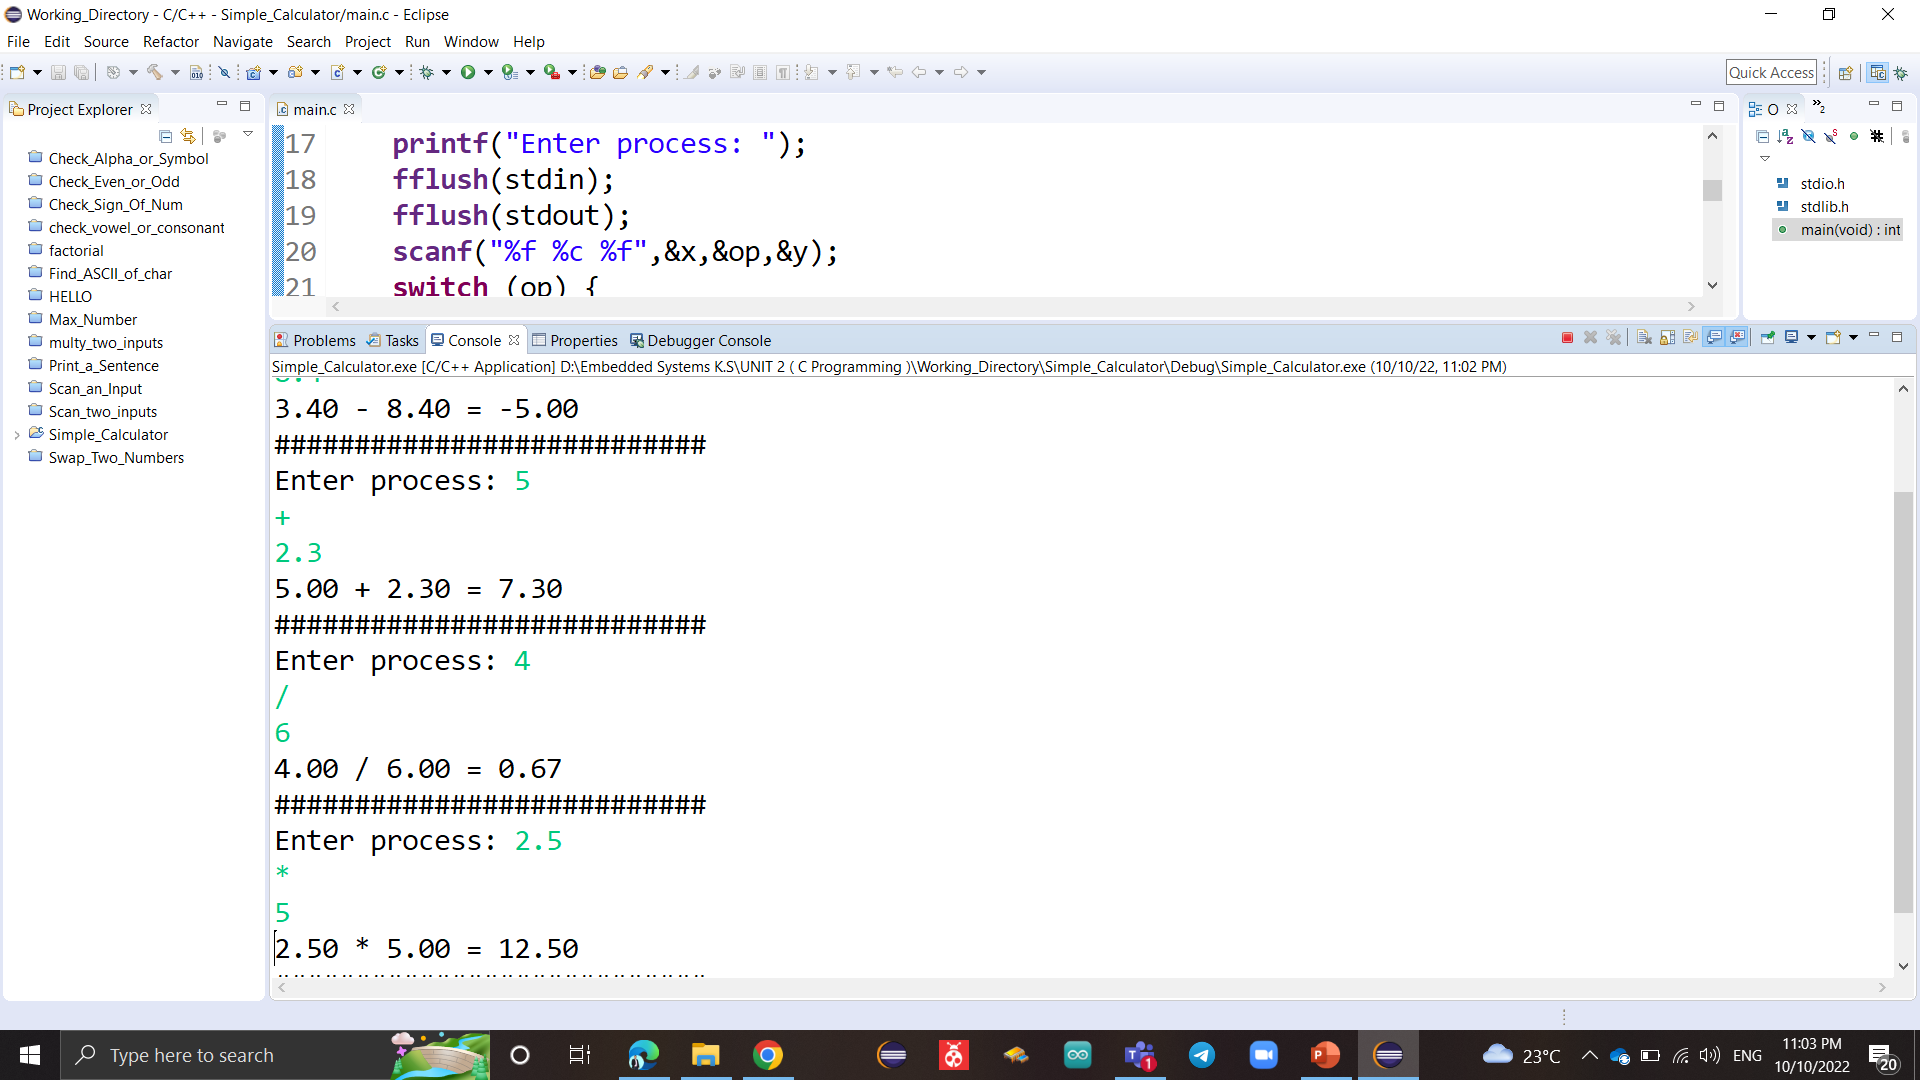 Working_Directory - C/C++ - Simple_Calculator/main.c - Eclipse
File Edit Source Refactor Navigate Search Project Run Window Help
Quick Access
Project Explorer
Check_Alpha_or_Symbol
Check_Even_or_Odd
Check_Sign_Of_Num
check_vowel_or_consonant
factorial
Find_ASCII_of_char
HELLO
Max_Number
multy_two_inputs
Print_a_Sentence
Scan_an_Input
Scan_two_inputs
Simple_Calculator
Swap_Two_Numbers
main.c
17 printf("Enter process: ");
18 fflush(stdin);
19 fflush(stdout);
20 scanf("%f %c %f",&x,&op,&y);
21 switch (op) {
O
2
stdio.h
stdlib.h
main(void) : int
Problems Tasks Console Properties Debugger Console
Simple_Calculator.exe [C/C++ Application] D:\Embedded Systems K.S\UNIT 2 ( C Programming )\Working_Directory\Simple_Calculator\Debug\Simple_Calculator.exe (10/10/22, 11:02 PM)
3.40 - 8.40 = -5.00
###########################
Enter process: 5
+
2.3
5.00 + 2.30 = 7.30
###########################
Enter process: 4
/
6
4.00 / 6.00 = 0.67
###########################
Enter process: 2.5
*
5
2.50 * 5.00 = 12.50
Type here to search
1
23°C
ENG
11:03 PM
10/10/2022
20